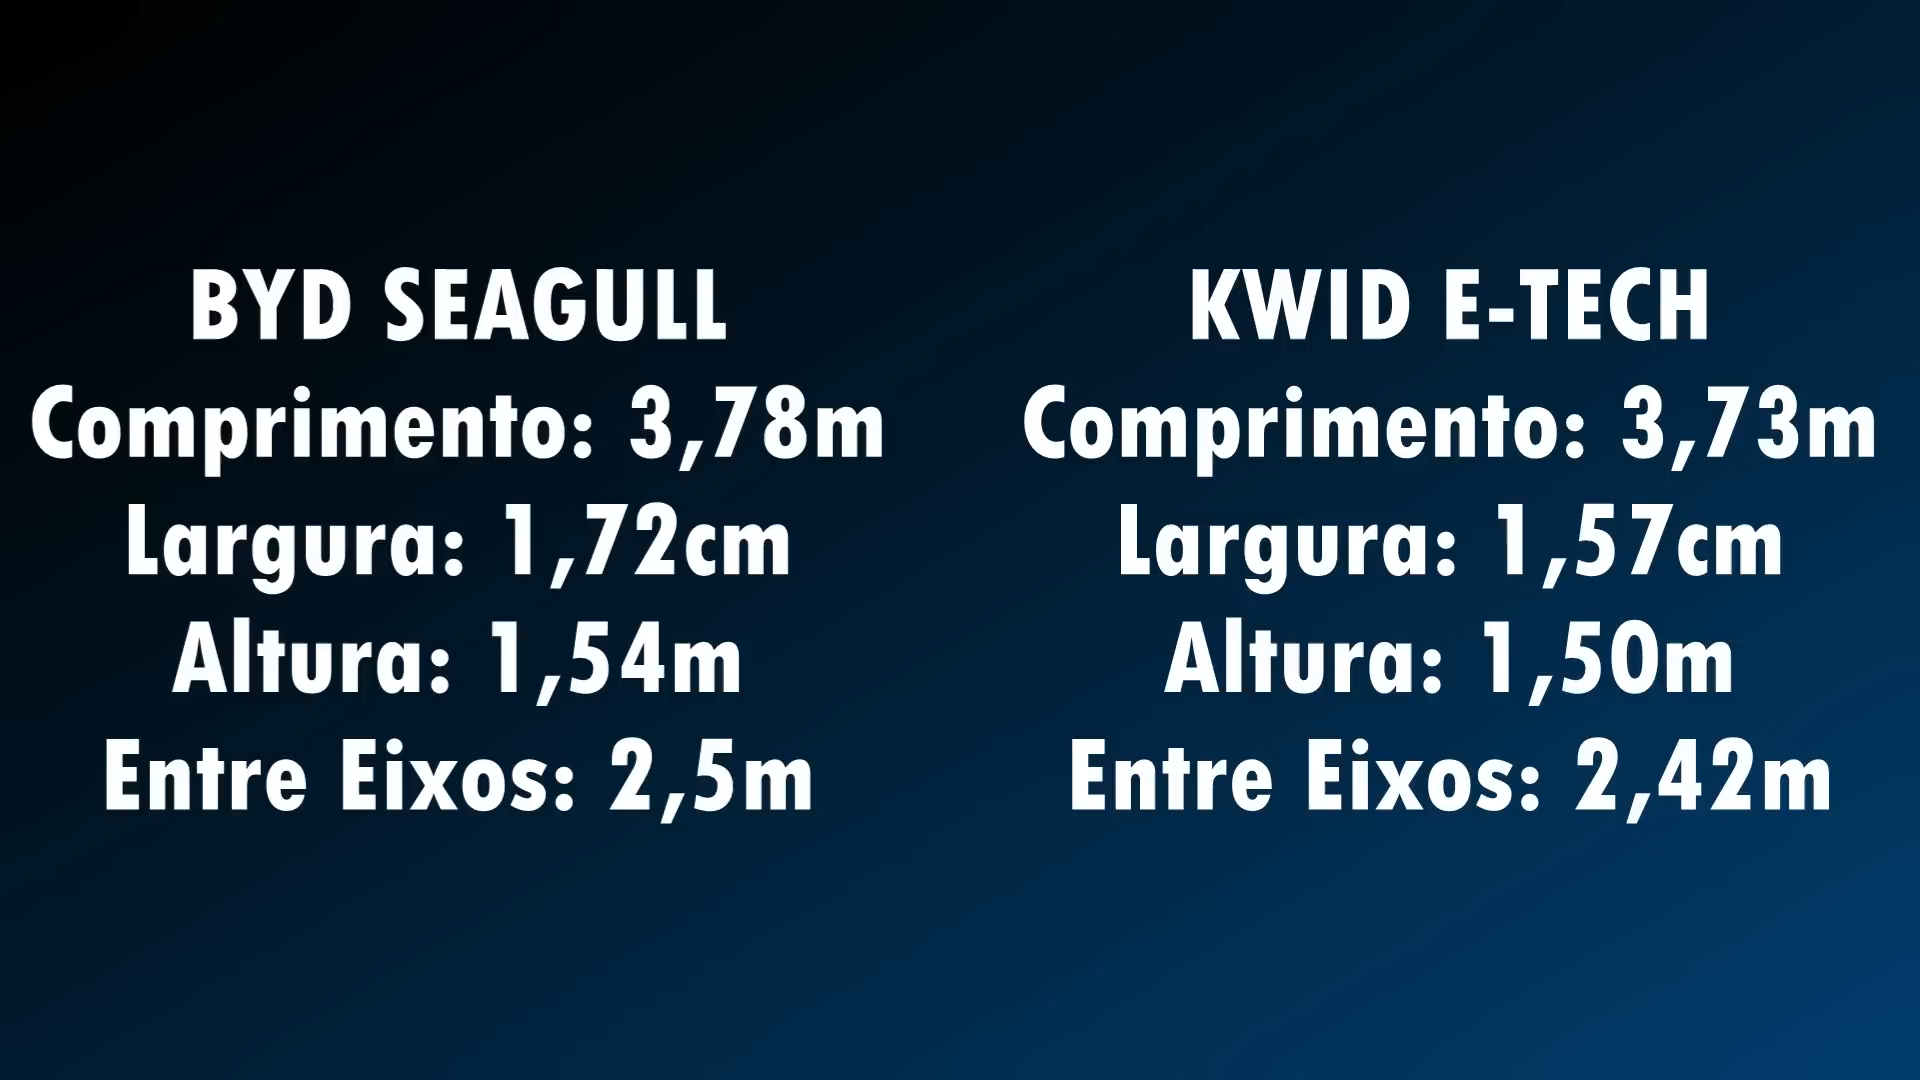 BYD SEAGULL
Comprimento: 3,78m
Largura: 1,72cm
Altura: 1,54m
Entre Eixos: 2,5m
KWID E-TECH
Comprimento: 3,73m
Largura: 1,57cm
Altura: 1,50m
Entre Eixos: 2,42m